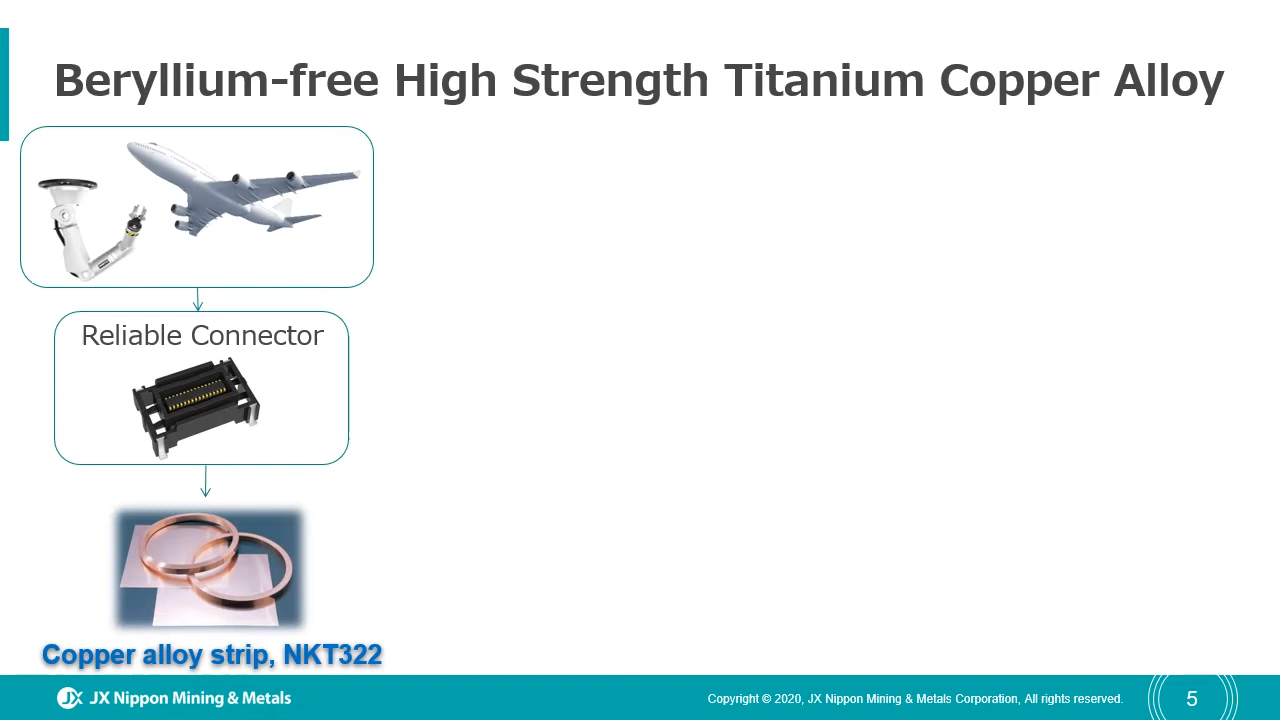 Beryllium-free High Strength Titanium Copper Alloy
Reliable Connector
Copper alloy strip, NKT322
JX JX Nippon Mining & Metals
Copyright © 2020, JX Nippon Mining & Metals Corporation, All rights reserved.
5